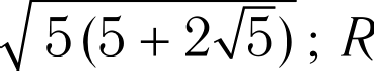 √(5(5 + 2√5)) ; R